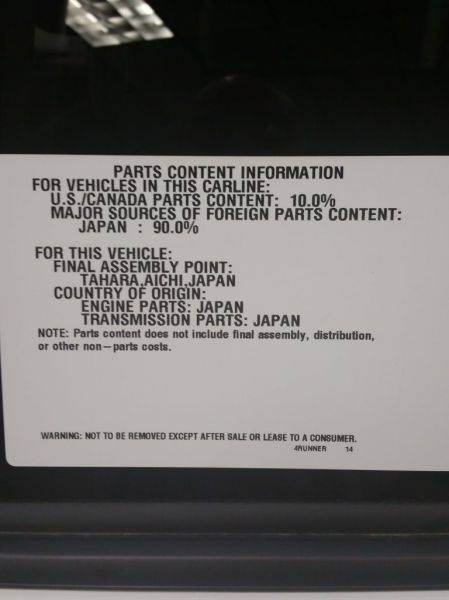 PARTS CONTENT INFORMATION
FOR VEHICLES IN THIS CARLINE:
U.S./CANADA PARTS CONTENT: 10.0%
MAJOR SOURCES OF FOREIGN PARTS CONTENT:
JAPAN : 90.0%
FOR THIS VEHICLE:
FINAL ASSEMBLY POINT:
TAHARA,AICHI,JAPAN
COUNTRY OF ORIGIN:
ENGINE PARTS: JAPAN
TRANSMISSION PARTS: JAPAN
NOTE: Parts content does not include final assembly, distribution,
or other non-parts costs.
WARNING: NOT TO BE REMOVED EXCEPT AFTER SALE OR LEASE TO A CONSUMER.
4RUNNER 14